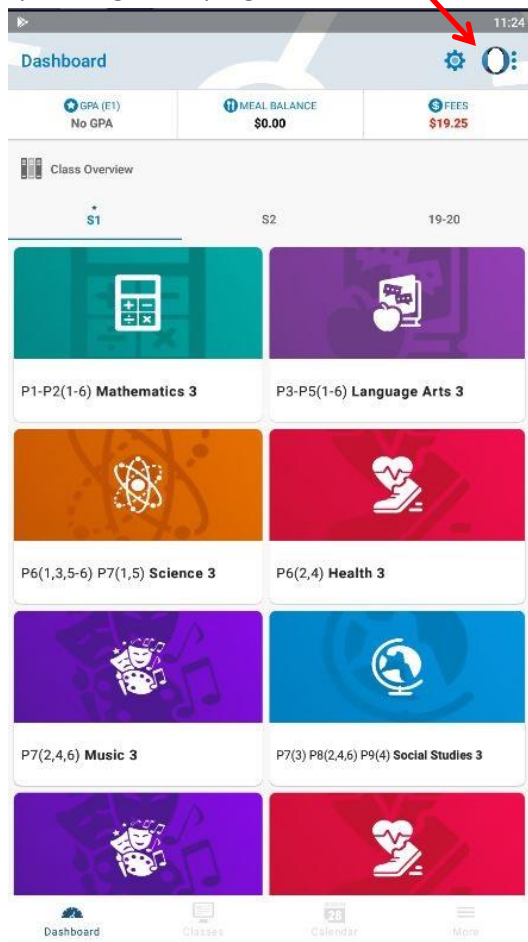 11:24
Dashboard
GPA (E1)
No GPA
MEAL BALANCE
$0.00
FEES
$19.25
Class Overview
S1
S2
19-20
P1-P2(1-6) Mathematics 3
P3-P5(1-6) Language Arts 3
P6(1,3,5-6) P7(1,5) Science 3
P6(2,4) Health 3
P7(2,4,6) Music 3
P7(3) P8(2,4,6) P9(4) Social Studies 3
Dashboard
Classes
28
Calendar
More